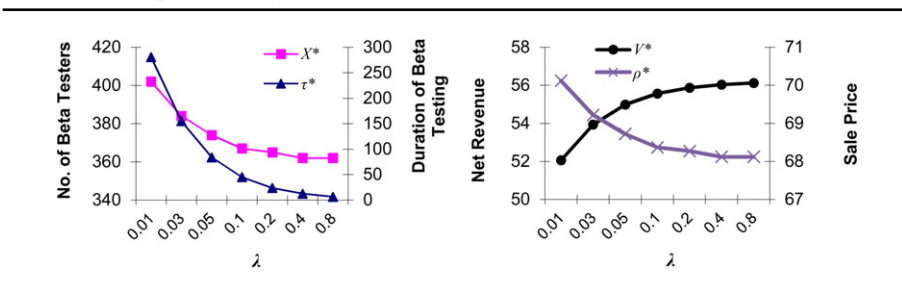 420
400
380
360
340
No. of Beta Testers
X*
τ*
300
250
200
150
100
50
0
Duration of Beta
Testing
0.01 0.03 0.05 0.1 0.2 0.4 0.8
λ
58
56
54
52
50
Net Revenue
V*
ρ*
71
70
69
68
67
Sale Price
0.01 0.03 0.05 0.1 0.2 0.4 0.8
λ